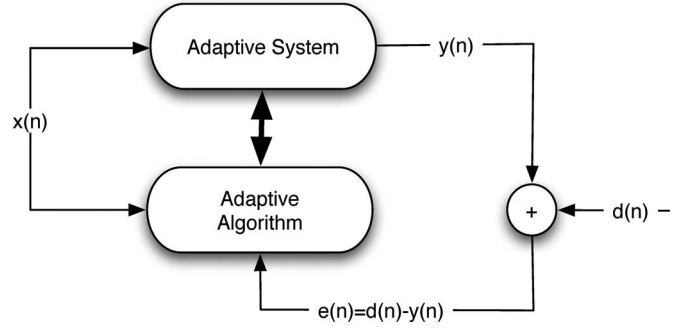 Adaptive System
y(n)
x(n)
Adaptive
Algorithm
+
d(n)
e(n)=d(n)-y(n)